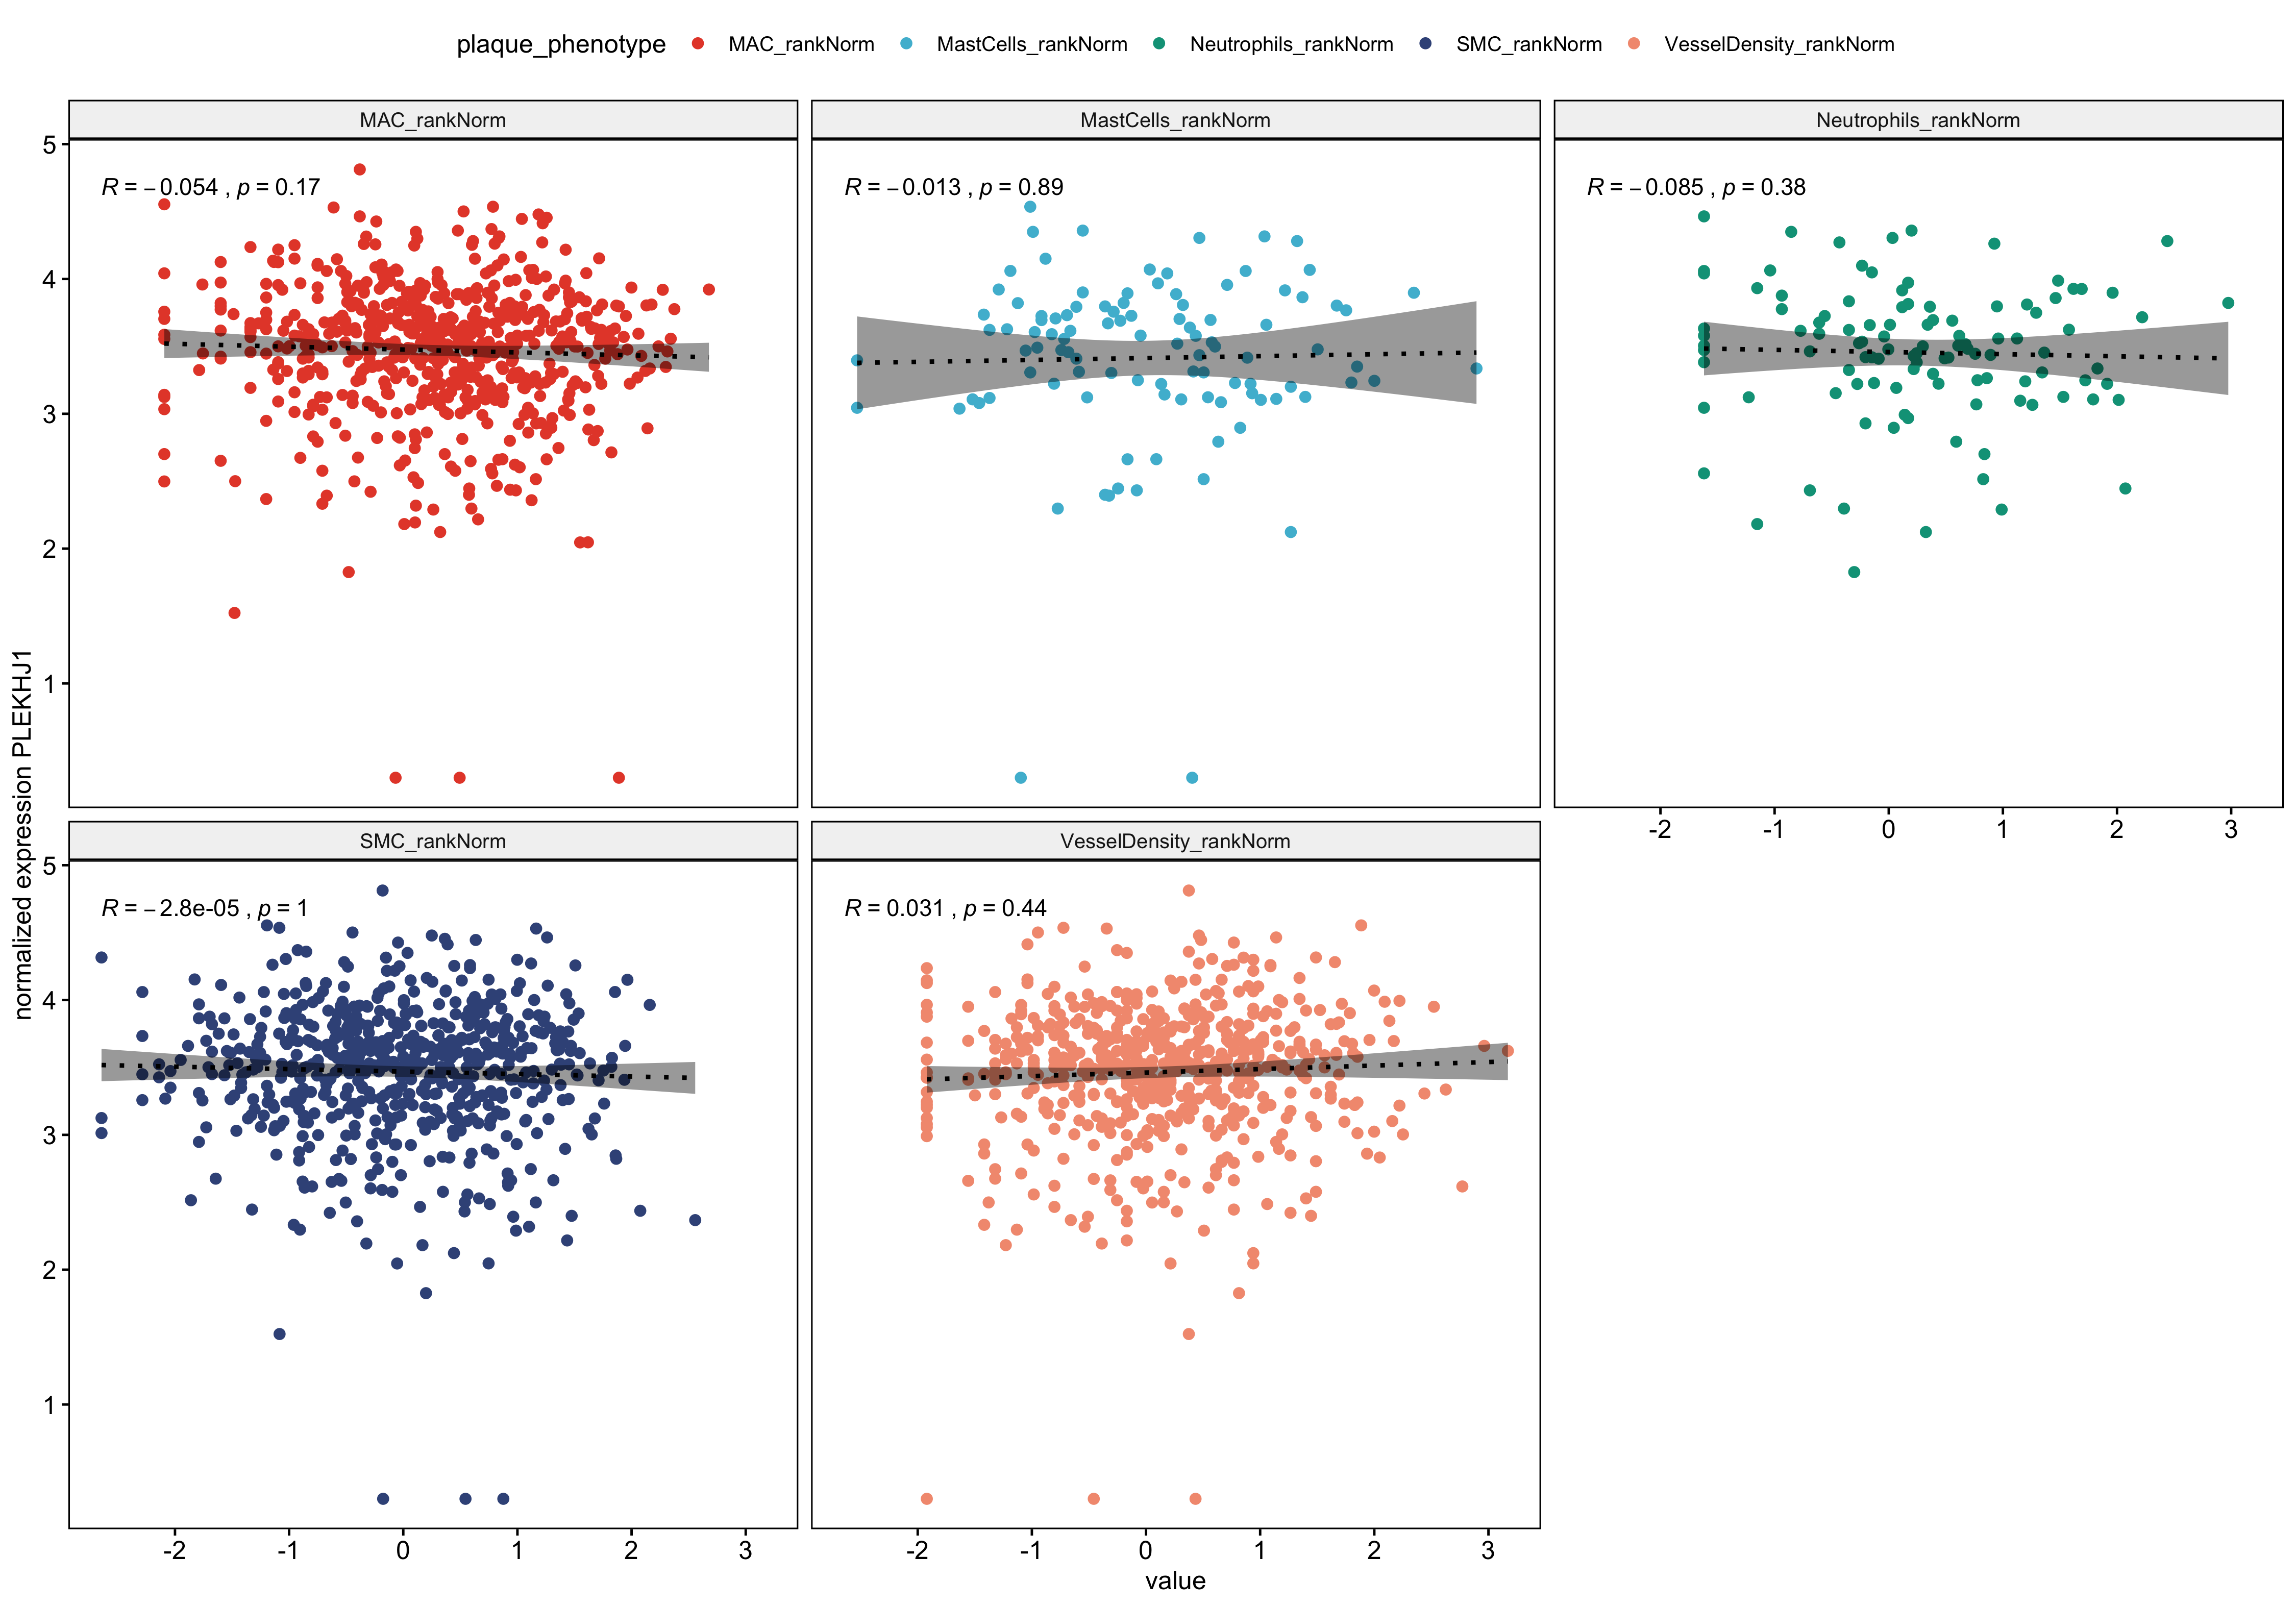 plaque_phenotype MAC_rankNorm MastCells_rankNorm Neutrophils_rankNorm SMC_rankNorm VesselDensity_rankNorm
MAC_rankNorm MastCells_rankNorm Neutrophils_rankNorm
R = −0.054 , p = 0.17
R = −0.013 , p = 0.89
R = −0.085 , p = 0.38
5
4
3
2
1
-2 -1 0 1 2 3
normalized expression PLEKHJ1
SMC_rankNorm VesselDensity_rankNorm
R = −2.8e-05 , p = 1
R = 0.031 , p = 0.44
5
4
3
2
1
-2 -1 0 1 2 3
-2 -1 0 1 2 3
value